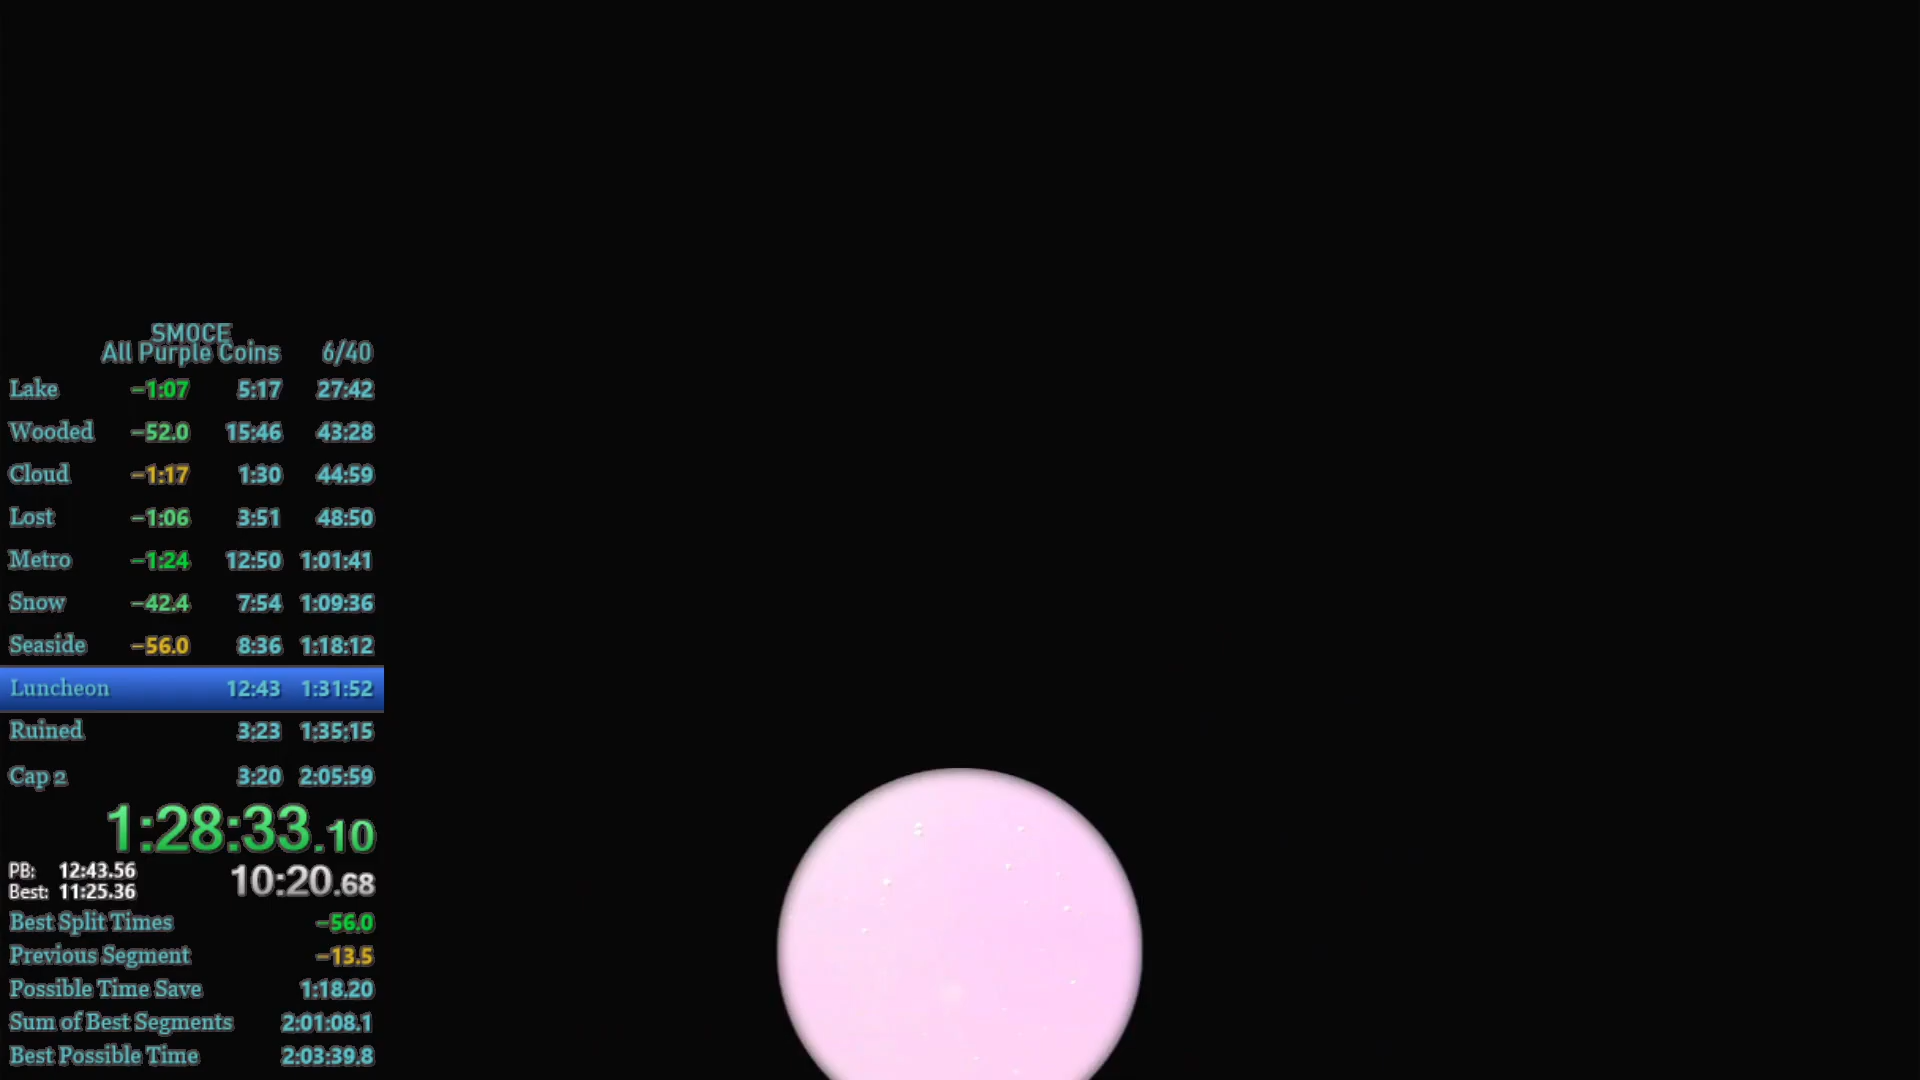 SMOCE
All Purple Coins 6/40
Lake −1:07 5:17 27:42
Wooded −52.0 15:46 43:28
Cloud −1:17 1:30 44:59
Lost −1:06 3:51 48:50
Metro −1:24 12:50 1:01:41
Snow −42.4 7:54 1:09:36
Seaside −56.0 8:36 1:18:12
Luncheon 12:43 1:31:52
Ruined 3:23 1:35:15
Cap 2 3:20 2:05:59
1:28:33.10
PB: 12:43.56 10:20.68
Best: 11:25.36
Best Split Times −56.0
Previous Segment −13.5
Possible Time Save 1:18.20
Sum of Best Segments 2:01:08.1
Best Possible Time 2:03:39.8